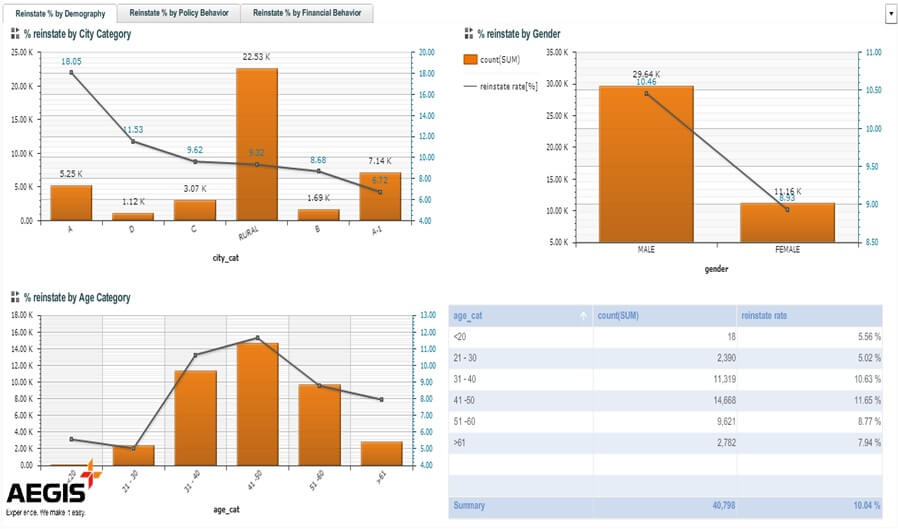 Reinstate % by Demography
Reinstate % by Policy Behavior
Reinstate % by Financial Behavior
% reinstate by City Category
25.00 K
20.00 K
15.00 K
10.00 K
5.00 K
0.00
20.00
18.00
16.00
14.00
12.00
10.00
8.00
6.00
4.00
18.05
11.53
9.62
9.32
8.68
6.72
5.25 K
1.12 K
3.07 K
22.53 K
1.69 K
7.14 K
A
D
C
RURAL
B
A-1
city_cat
% reinstate by Gender
count(SUM)
reinstate rate[%]
35.00 K
30.00 K
25.00 K
20.00 K
15.00 K
10.00 K
5.00 K
11.00
10.50
10.00
9.50
9.00
8.50
29.64 K
10.46
11.16 K
8.93
MALE
FEMALE
gender
% reinstate by Age Category
18.00 K
16.00 K
14.00 K
12.00 K
10.00 K
8.00 K
6.00 K
4.00 K
2.00 K
0.00
13.00
12.00
11.00
10.00
9.00
8.00
7.00
6.00
5.00
4.00
<20
21 - 30
31 - 40
41 -50
51 -60
>61
age_cat
age_cat count(SUM) reinstate rate
<20 18 5.56 %
21 - 30 2,390 5.02 %
31 - 40 11,319 10.63 %
41 -50 14,668 11.65 %
51 -60 9,621 8.77 %
>61 2,782 7.94 %
Summary 40,798 10.04 %
AEGIS
Experience. We make it easy.